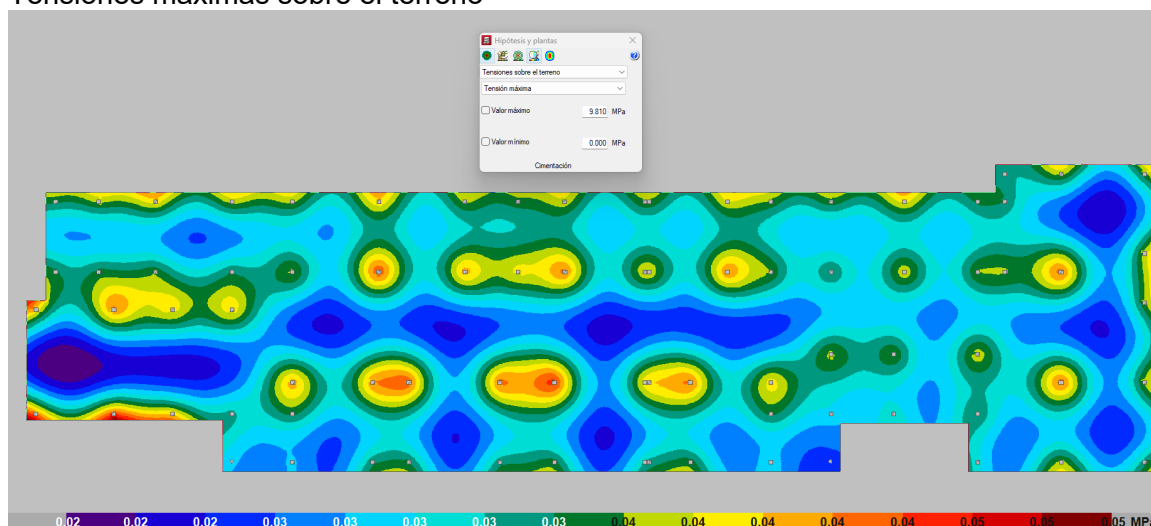 Tensiones máximas sobre el terreno
Hipótesis y plantas
Tensiones sobre el terreno
Tensión máxima
Valor máximo 9.810 MPa
Valor mínimo 0.000 MPa
Cimentación
0.02 0.02 0.02 0.03 0.03 0.03 0.03 0.03 0.04 0.04 0.04 0.04 0.04 0.05 0.05 0.05 MPa